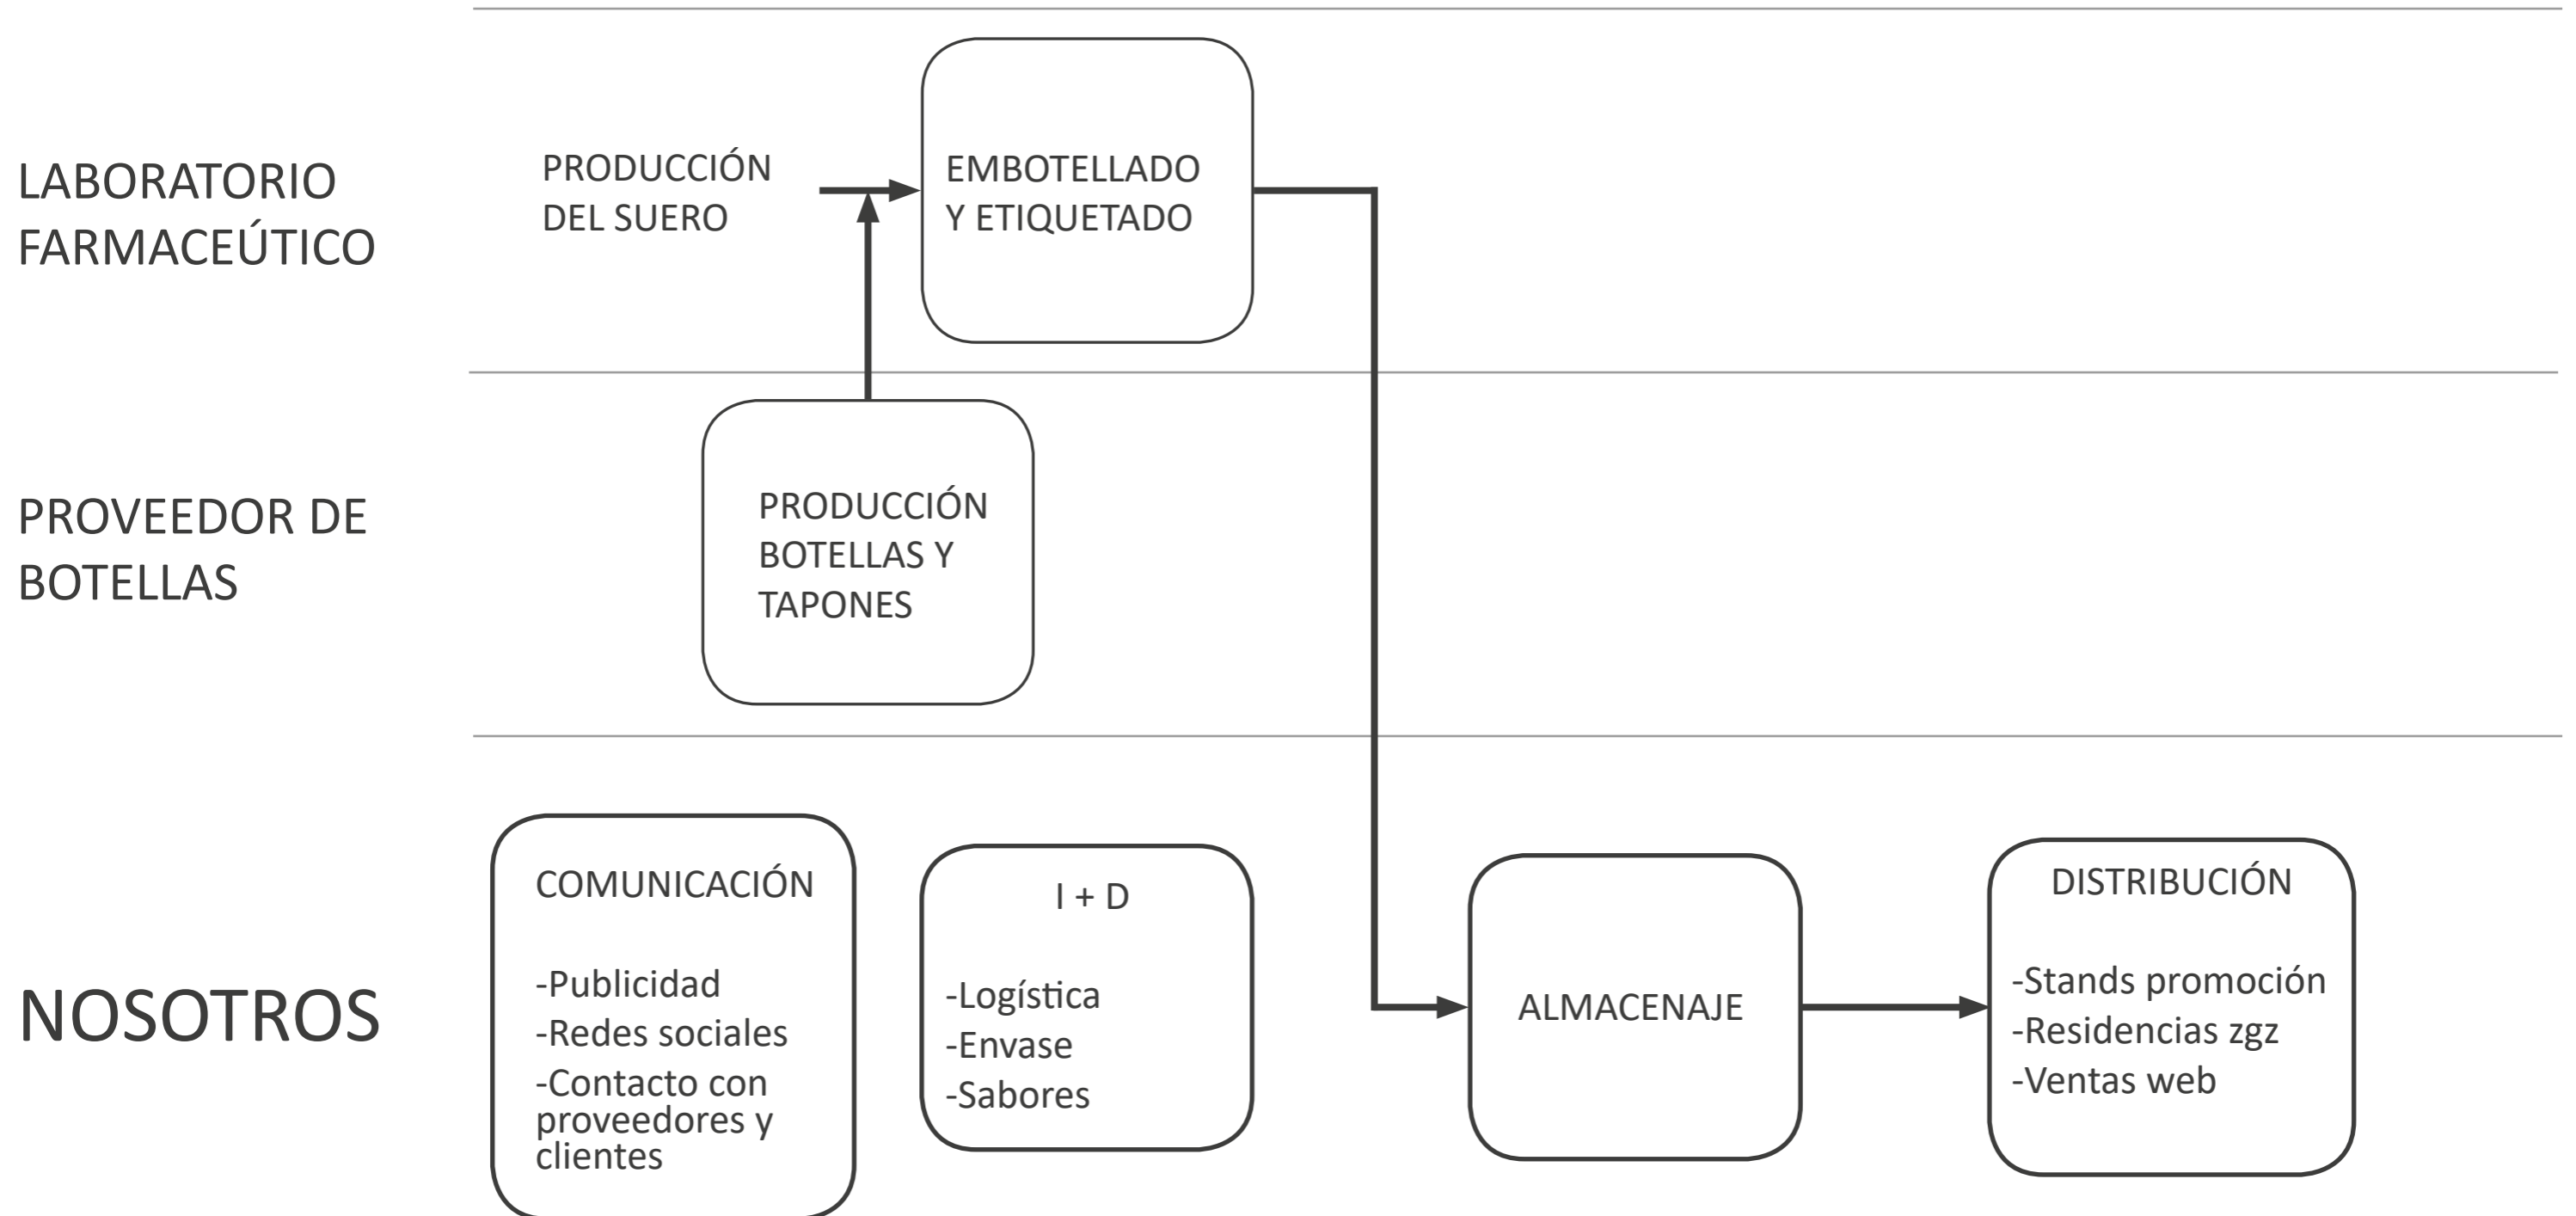 LABORATORIO
FARMACEÚTICO
PRODUCCIÓN
DEL SUERO
EMBOTELLADO
Y ETIQUETADO
PROVEEDOR DE
BOTELLAS
PRODUCCIÓN
BOTELLAS Y
TAPONES
NOSOTROS
COMUNICACIÓN
-Publicidad
-Redes sociales
-Contacto con
proveedores y
clientes
I + D
-Logística
-Envase
-Sabores
ALMACENAJE
DISTRIBUCIÓN
-Stands promoción
-Residencias zgz
-Ventas web